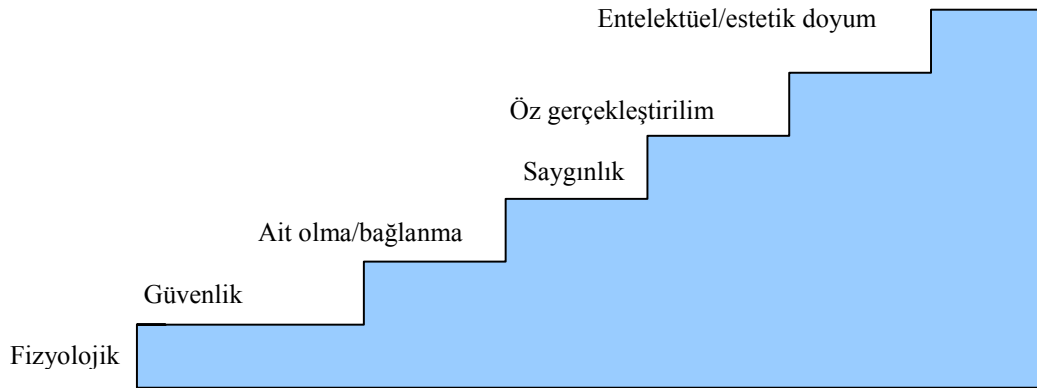 Entelektüel/estetik doyum
Öz gerçekleştirilim
Saygınlık
Ait olma/bağlanma
Güvenlik
Fizyolojik